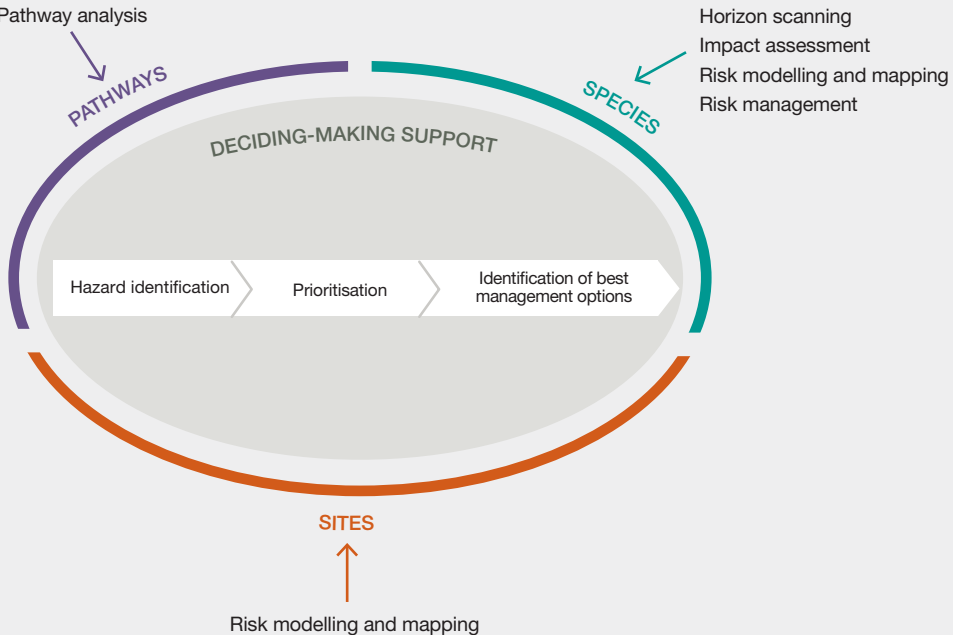 Pathway analysis
Horizon scanning
Impact assessment
Risk modelling and mapping
Risk management
PATHWAYS
SPECIES
DECIDING-MAKING SUPPORT
Hazard identification
Prioritisation
Identification of best
management options
SITES
Risk modelling and mapping